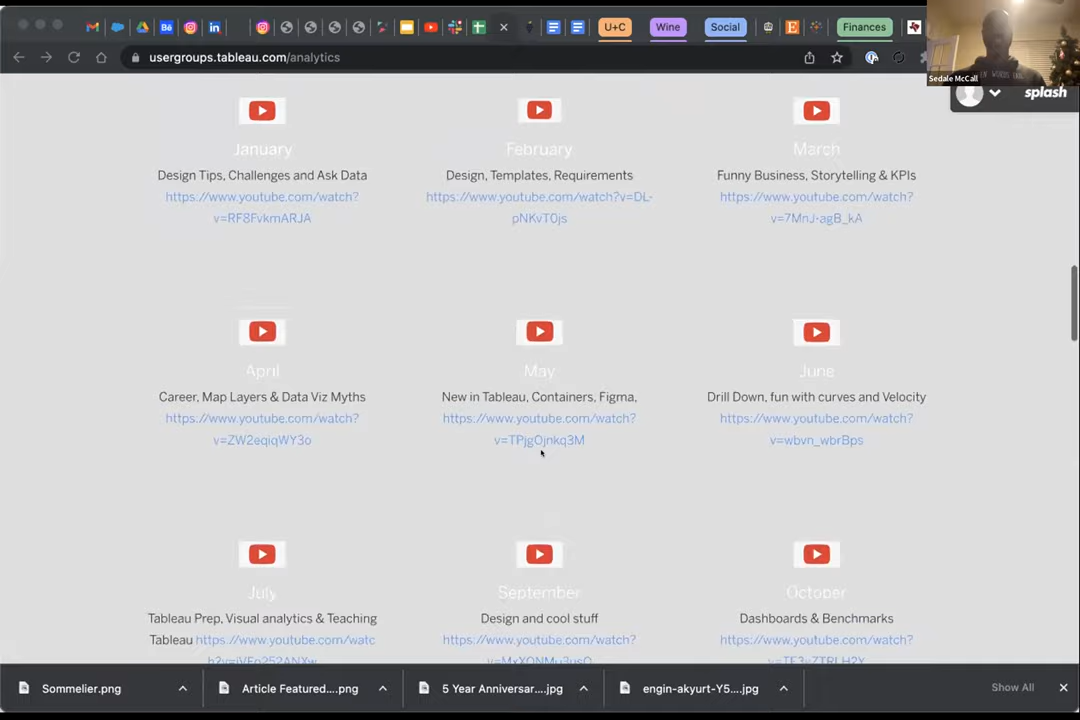 U+C
Wine
Social
Finances
usergroups.tableau.com/analytics
Sedale McCall
splash
January
February
March
Design Tips, Challenges and Ask Data
Design, Templates, Requirements
Funny Business, Storytelling & KPIs
https://www.youtube.com/watch?
https://www.youtube.com/watch?v=DL-
https://www.youtube.com/watch?
v=RF8FvkmARJA
pNKvT0js
v=7MnJ-agB_kA
April
May
June
Career, Map Layers & Data Viz Myths
New in Tableau, Containers, Figma,
Drill Down, fun with curves and Velocity
https://www.youtube.com/watch?
https://www.youtube.com/watch?
https://www.youtube.com/watch?
v=ZW2eqiqWY3o
v=TPjgOjnkq3M
v=wbvn_wbrBps
July
September
October
Tableau Prep, Visual analytics & Teaching
Design and cool stuff
Dashboards & Benchmarks
Tableau https://www.youtube.com/watc
https://www.youtube.com/watch?
https://www.youtube.com/watch?
Sommelier.png
Article Featured....png
5 Year Anniversar....jpg
engin-akyurt-Y5....jpg
Show All